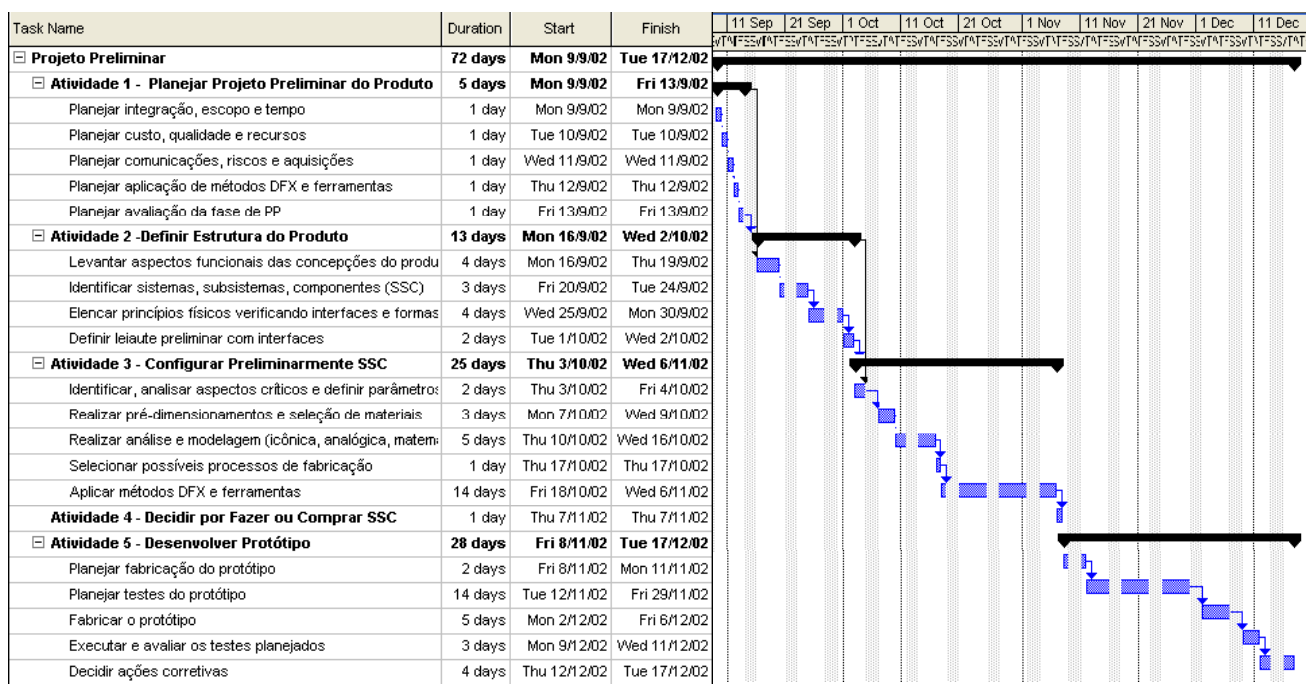 Task Name Duration Start Finish 11 Sep 21 Sep 1 Oct 11 Oct 21 Oct 1 Nov 11 Nov 21 Nov 1 Dec 11 Dec
Projeto Preliminar 72 days Mon 9/9/02 Tue 17/12/02
Atividade 1 - Planejar Projeto Preliminar do Produto 5 days Mon 9/9/02 Fri 13/9/02
Planejar integração, escopo e tempo 1 day Mon 9/9/02 Mon 9/9/02
Planejar custo, qualidade e recursos 1 day Tue 10/9/02 Tue 10/9/02
Planejar comunicações, riscos e aquisições 1 day Wed 11/9/02 Wed 11/9/02
Planejar aplicação de métodos DFX e ferramentas 1 day Thu 12/9/02 Thu 12/9/02
Planejar avaliação da fase de PP 1 day Fri 13/9/02 Fri 13/9/02
Atividade 2 -Definir Estrutura do Produto 13 days Mon 16/9/02 Wed 2/10/02
Levantar aspectos funcionais das concepções do produ 4 days Mon 16/9/02 Thu 19/9/02
Identificar sistemas, subsistemas, componentes (SSC) 3 days Fri 20/9/02 Tue 24/9/02
Elencar princípios físicos verificando interfaces e formas 4 days Wed 25/9/02 Mon 30/9/02
Definir leiaute preliminar com interfaces 2 days Tue 1/10/02 Wed 2/10/02
Atividade 3 - Configurar Preliminarmente SSC 25 days Thu 3/10/02 Wed 6/11/02
Identificar, analisar aspectos críticos e definir parâmetros 2 days Thu 3/10/02 Fri 4/10/02
Realizar pré-dimensionamentos e seleção de materiais 3 days Mon 7/10/02 Wed 9/10/02
Realizar análise e modelagem (icônica, analógica, matem 5 days Thu 10/10/02 Wed 16/10/02
Selecionar possíveis processos de fabricação 1 day Thu 17/10/02 Thu 17/10/02
Aplicar métodos DFX e ferramentas 14 days Fri 18/10/02 Wed 6/11/02
Atividade 4 - Decidir por Fazer ou Comprar SSC 1 day Thu 7/11/02 Thu 7/11/02
Atividade 5 - Desenvolver Protótipo 28 days Fri 8/11/02 Tue 17/12/02
Planejar fabricação do protótipo 2 days Fri 8/11/02 Mon 11/11/02
Planejar testes do protótipo 14 days Tue 12/11/02 Fri 29/11/02
Fabricar o protótipo 5 days Mon 2/12/02 Fri 6/12/02
Executar e avaliar os testes planejados 3 days Mon 9/12/02 Wed 11/12/02
Decidir ações corretivas 4 days Thu 12/12/02 Tue 17/12/02